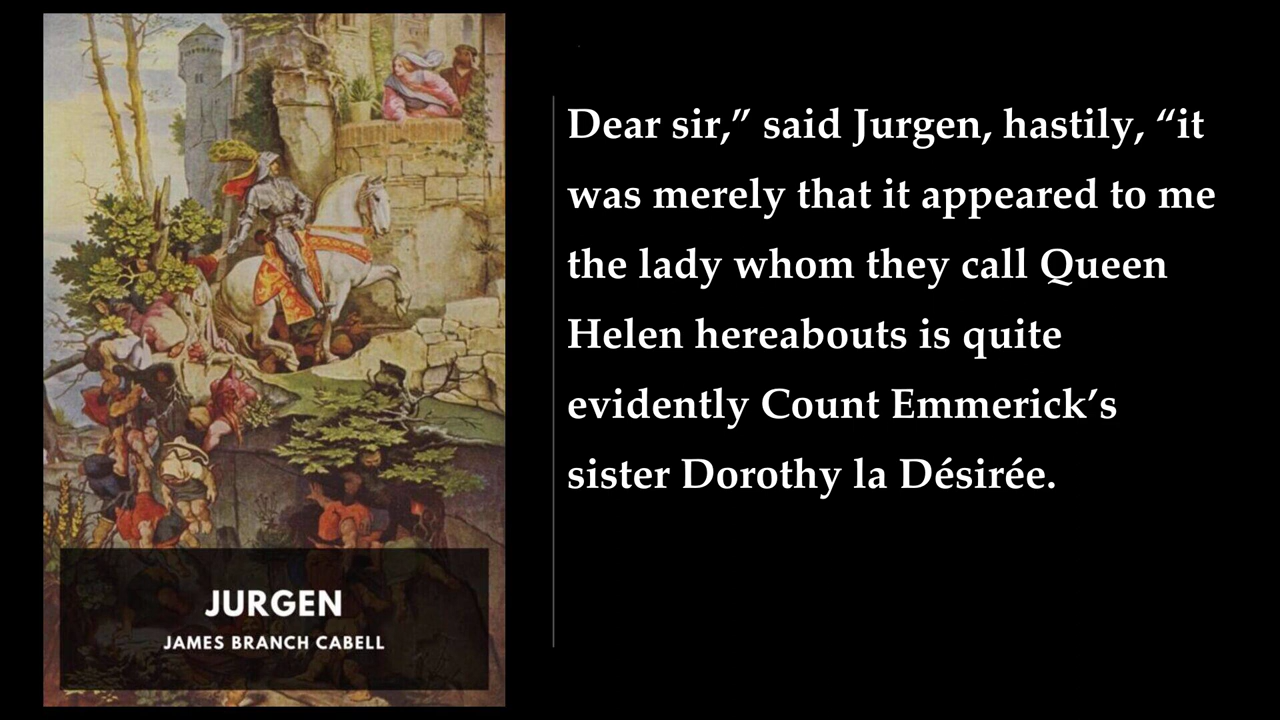 Dear sir,” said Jurgen, hastily, “it
was merely that it appeared to me
the lady whom they call Queen
Helen hereabouts is quite
evidently Count Emmerick’s
sister Dorothy la Désirée.
JURGEN
JAMES BRANCH CABELL